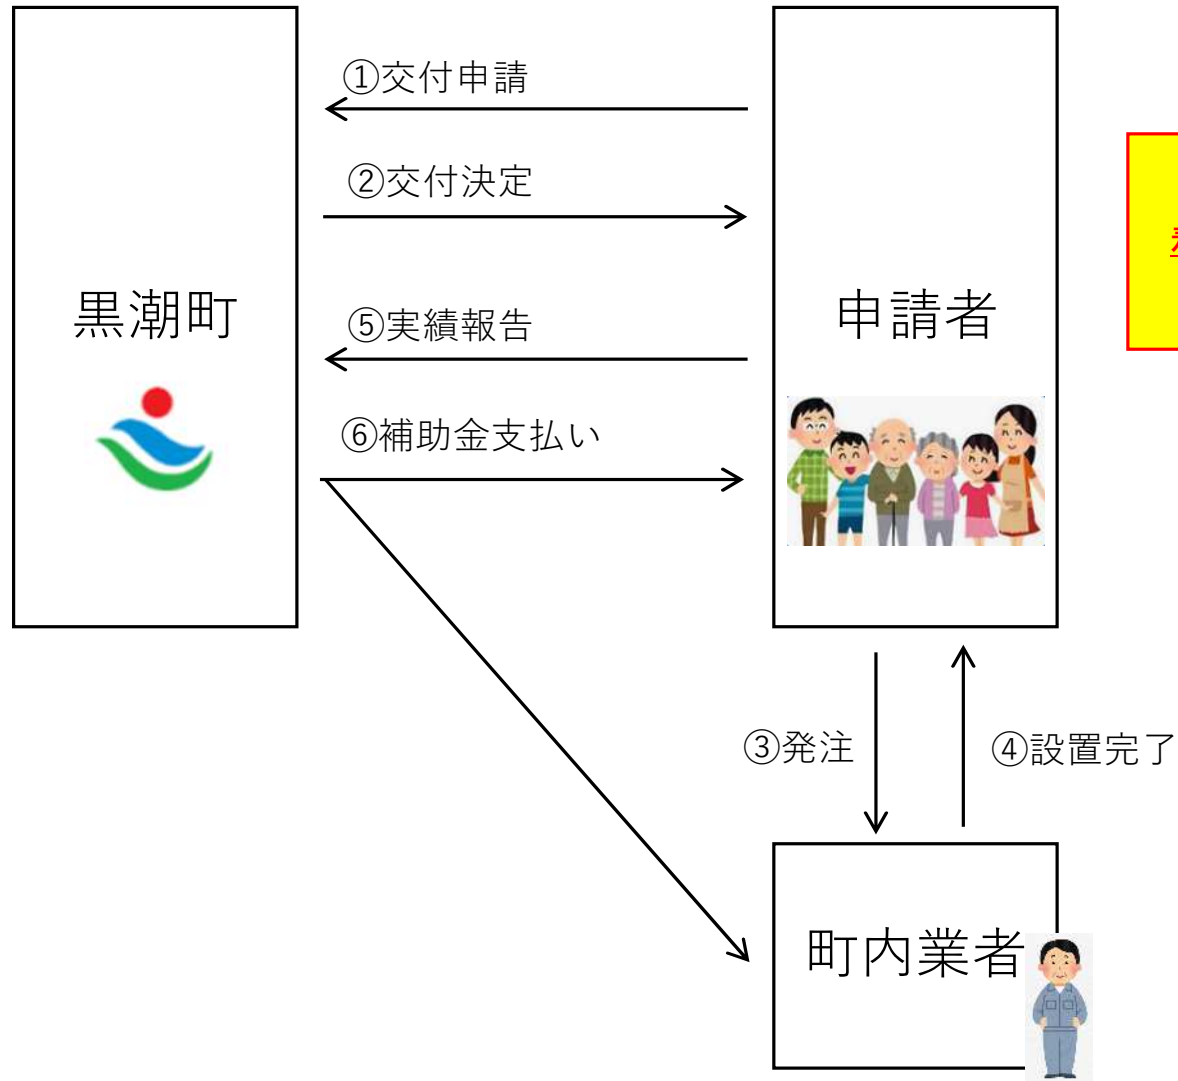 ①交付申請
②交付決定
黒潮町
申請者
⑤実績報告
⑥補助金支払い
③発注
④設置完了
町内業者